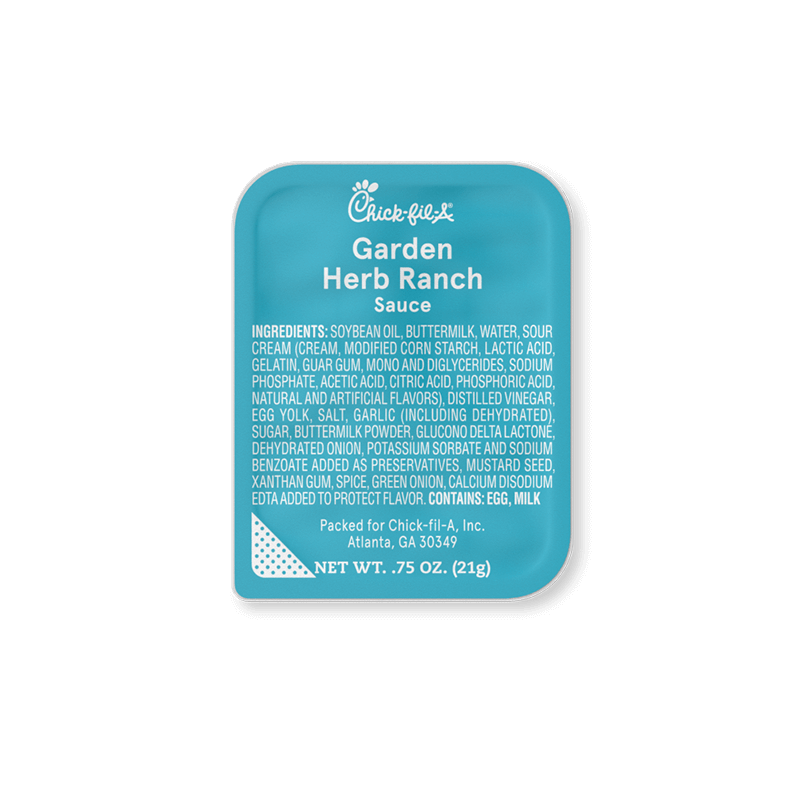 Chick-fil-A®
Garden
Herb Ranch
Sauce
INGREDIENTS: SOYBEAN OIL, BUTTERMILK, WATER, SOUR
CREAM (CREAM, MODIFIED CORN STARCH, LACTIC ACID,
GELATIN, GUAR GUM, MONO AND DIGLYCERIDES, SODIUM
PHOSPHATE, ACETIC ACID, CITRIC ACID, PHOSPHORIC ACID,
NATURAL AND ARTIFICIAL FLAVORS), DISTILLED VINEGAR,
EGG YOLK, SALT, GARLIC (INCLUDING DEHYDRATED),
SUGAR, BUTTERMILK POWDER, GLUCONO DELTA LACTONE,
DEHYDRATED ONION, POTASSIUM SORBATE AND SODIUM
BENZOATE ADDED AS PRESERVATIVES, MUSTARD SEED,
XANTHAN GUM, SPICE, GREEN ONION, CALCIUM DISODIUM
EDTA ADDED TO PROTECT FLAVOR. CONTAINS: EGG, MILK
Packed for Chick-fil-A, Inc.
Atlanta, GA 30349
NET WT. .75 OZ. (21g)